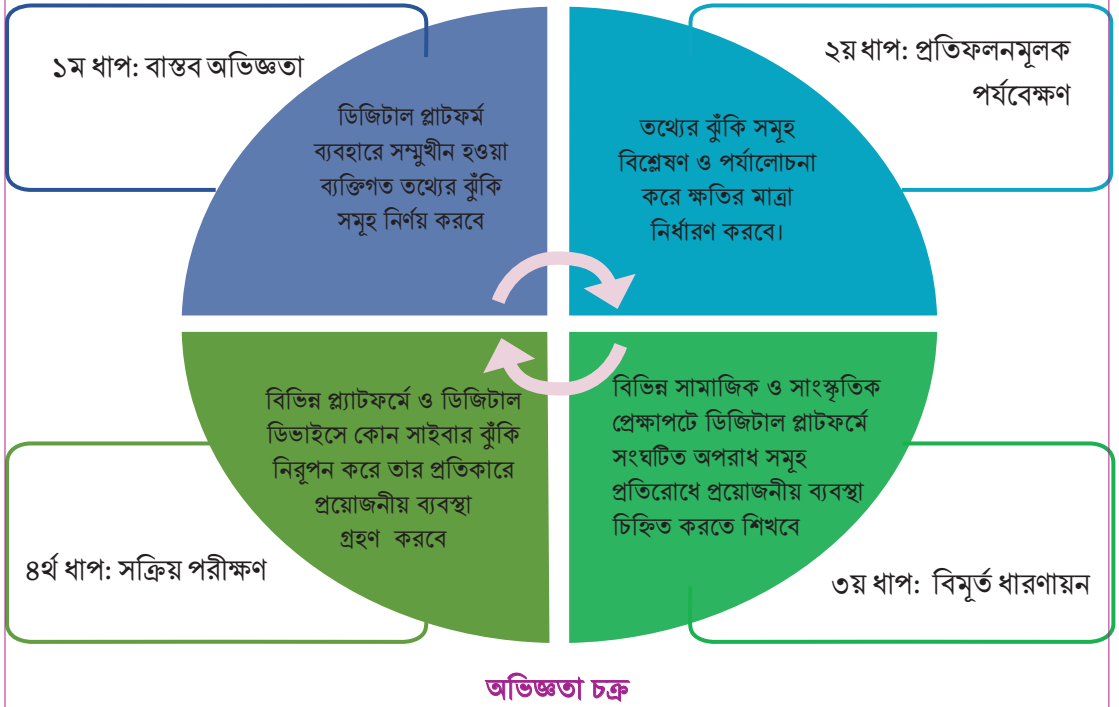 ১ম ধাপ: বাস্তব অভিজ্ঞতা
ডিজিটাল প্লাটফর্ম
ব্যবহারে সম্মুখীন হওয়া
ব্যক্তিগত তথ্যের ঝুঁকি
সমূহ নির্ণয় করবে
২য় ধাপ: প্রতিফলনমূলক
পর্যবেক্ষণ
তথ্যের ঝুঁকি সমূহ
বিশ্লেষণ ও পর্যালোচনা
করে ক্ষতির মাত্রা
নির্ধারণ করবে।
বিভিন্ন সামাজিক ও সাংস্কৃতিক
প্রেক্ষাপটে ডিজিটাল প্লাটফর্মে
সংঘটিত অপরাধ সমূহ
প্রতিরোধে প্রয়োজনীয় ব্যবস্থা
চিহ্নিত করতে শিখবে
৩য় ধাপ: বিমূর্ত ধারণায়ন
বিভিন্ন প্ল্যাটফর্মে ও ডিজিটাল
ডিভাইসে কোন সাইবার ঝুঁকি
নিরূপন করে তার প্রতিকারে
প্রয়োজনীয় ব্যবস্থা
গ্রহণ করবে
৪র্থ ধাপ: সক্রিয় পরীক্ষণ
অভিজ্ঞতা চক্র